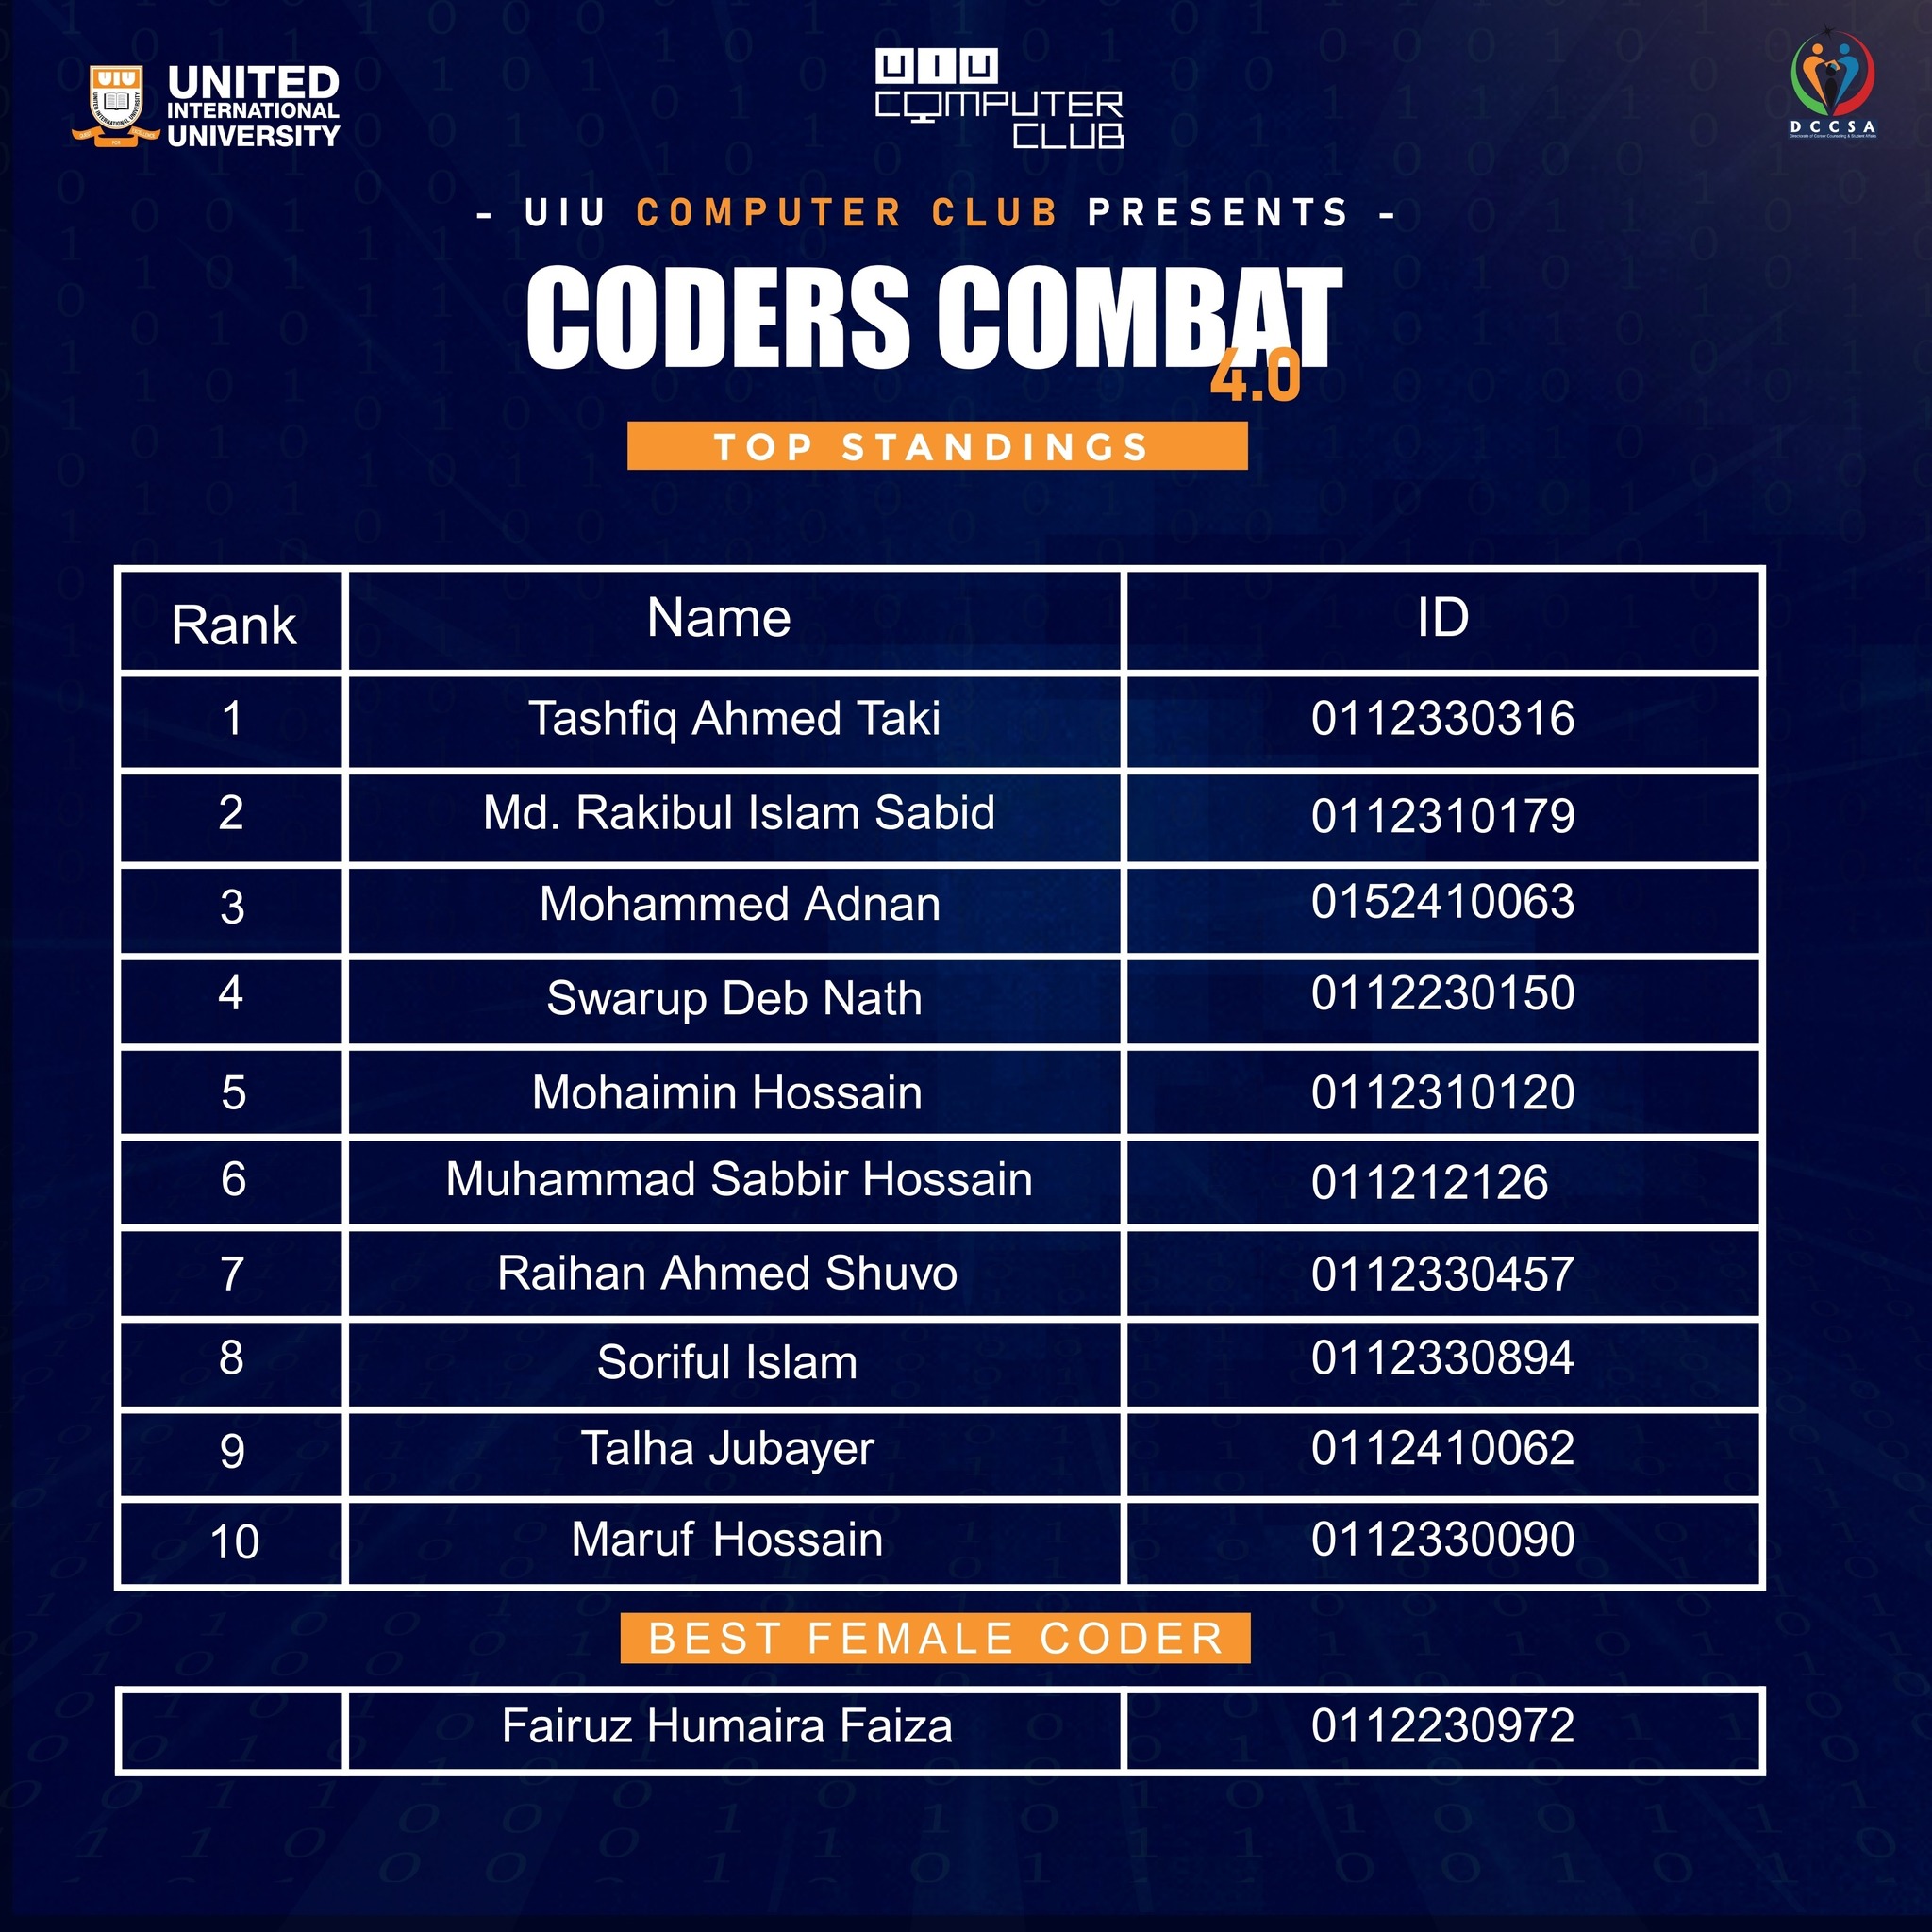 UIU
UNITED
INTERNATIONAL
UNIVERSITY
UIU
COMPUTER
CLUB
DCCSA
- UIU COMPUTER CLUB PRESENTS -
CODERS COMBAT
4.0
TOP STANDINGS
Rank Name ID
1 Tashfiq Ahmed Taki 0112330316
2 Md. Rakibul Islam Sabid 0112310179
3 Mohammed Adnan 0152410063
4 Swarup Deb Nath 0112230150
5 Mohaimin Hossain 0112310120
6 Muhammad Sabbir Hossain 011212126
7 Raihan Ahmed Shuvo 0112330457
8 Soriful Islam 0112330894
9 Talha Jubayer 0112410062
10 Maruf Hossain 0112330090
BEST FEMALE CODER
Fairuz Humaira Faiza 0112230972